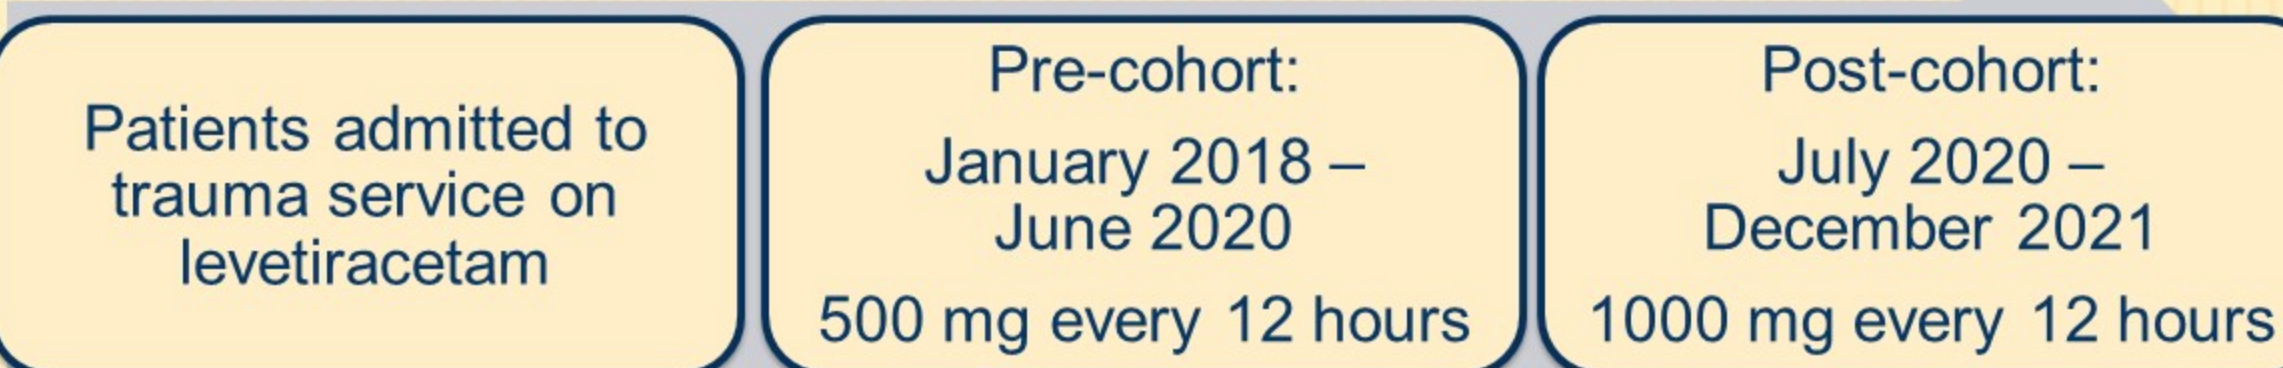 Patients admitted to
trauma service on
levetiracetam
Pre-cohort:
January 2018 –
June 2020
500 mg every 12 hours
Post-cohort:
July 2020 –
December 2021
1000 mg every 12 hours